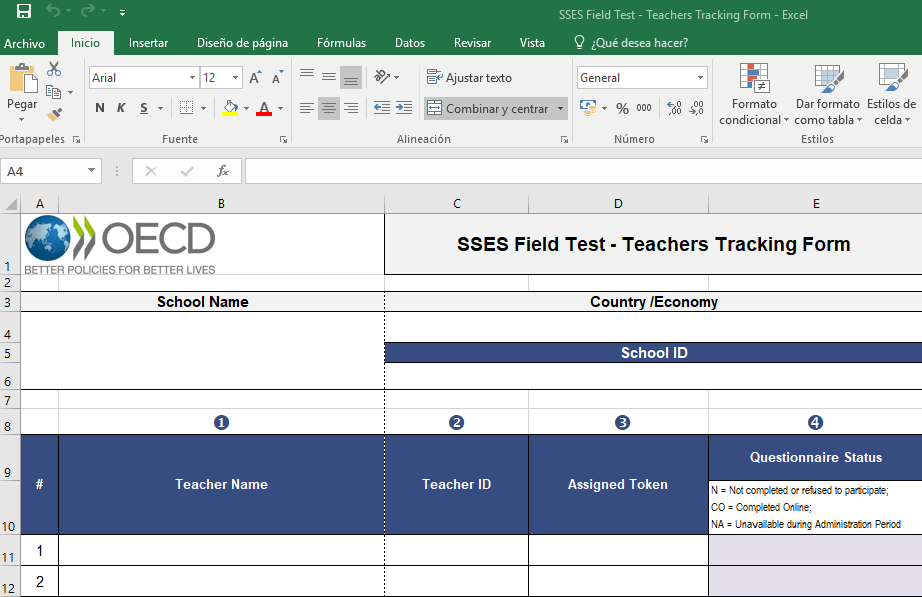 SSES Field Test - Teachers Tracking Form - Excel
Archivo Inicio Insertar Diseño de página Fórmulas Datos Revisar Vista ¿Qué desea hacer?
Arial 12 Ajustar texto General
Pegar
N K S A Combinar y centrar % 000
Formato condicional
Dar formato como tabla
Estilos de celda
Portapapeles Fuente Alineación Número Estilos
A4 fx
A B C D E
1 OECD
BETTER POLICIES FOR BETTER LIVES
SSES Field Test - Teachers Tracking Form
2
3 School Name Country /Economy
4
5 School ID
6
7
8 1 2 3 4
9 Questionnaire Status
# Teacher Name Teacher ID Assigned Token
N = Not completed or refused to participate;
CO = Completed Online;
10 NA = Unavailable during Administration Period
11 1
12 2